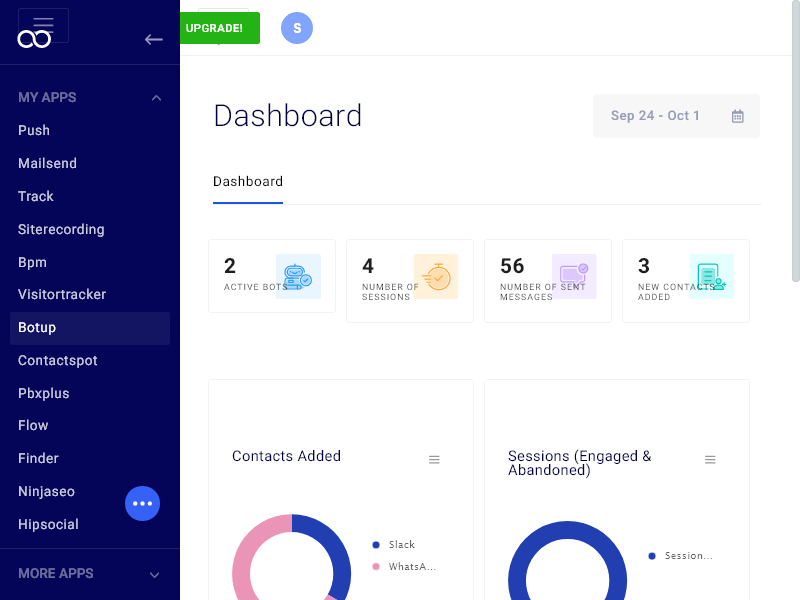 UPGRADE!
S
MY APPS
Push
Mailsend
Track
Siterecording
Bpm
Visitortracker
Botup
Contactspot
Pbxplus
Flow
Finder
Ninjaseo
Hipsocial
MORE APPS
Dashboard
Sep 24 - Oct 1
Dashboard
2
ACTIVE BOTS
4
NUMBER OF
SESSIONS
56
NUMBER OF SENT
MESSAGES
3
NEW CONTACTS
ADDED
Contacts Added
Slack
WhatsA...
Sessions (Engaged &
Abandoned)
Session...